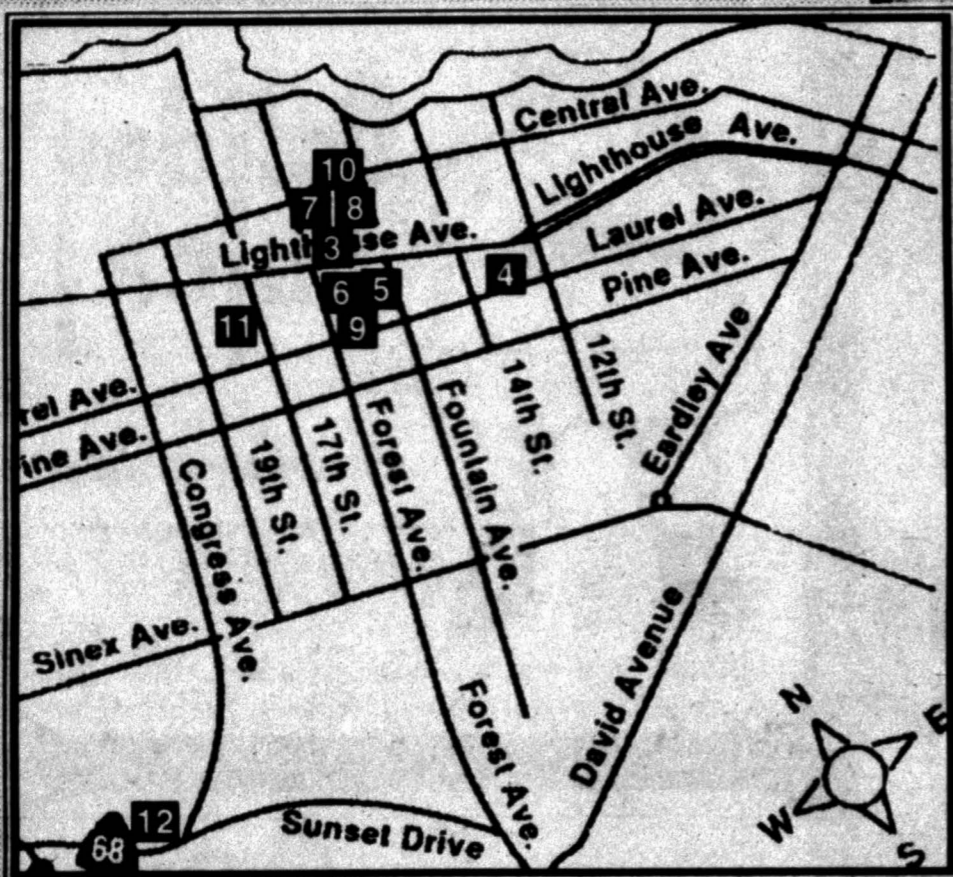 Central Ave.
Lighthouse Ave.
10
7 8
Lighthouse Ave.
3
Laurel Ave.
4
Pine Ave.
6 5
11
9
rel Ave.
ine Ave.
12th St.
14th St.
Eardley Ave
Fountain Ave.
Forest Ave.
17th St.
19th St.
Congress Ave.
Sinex Ave.
David Avenue
Forest Ave.
Sunset Drive
12
68
N
E
W
S